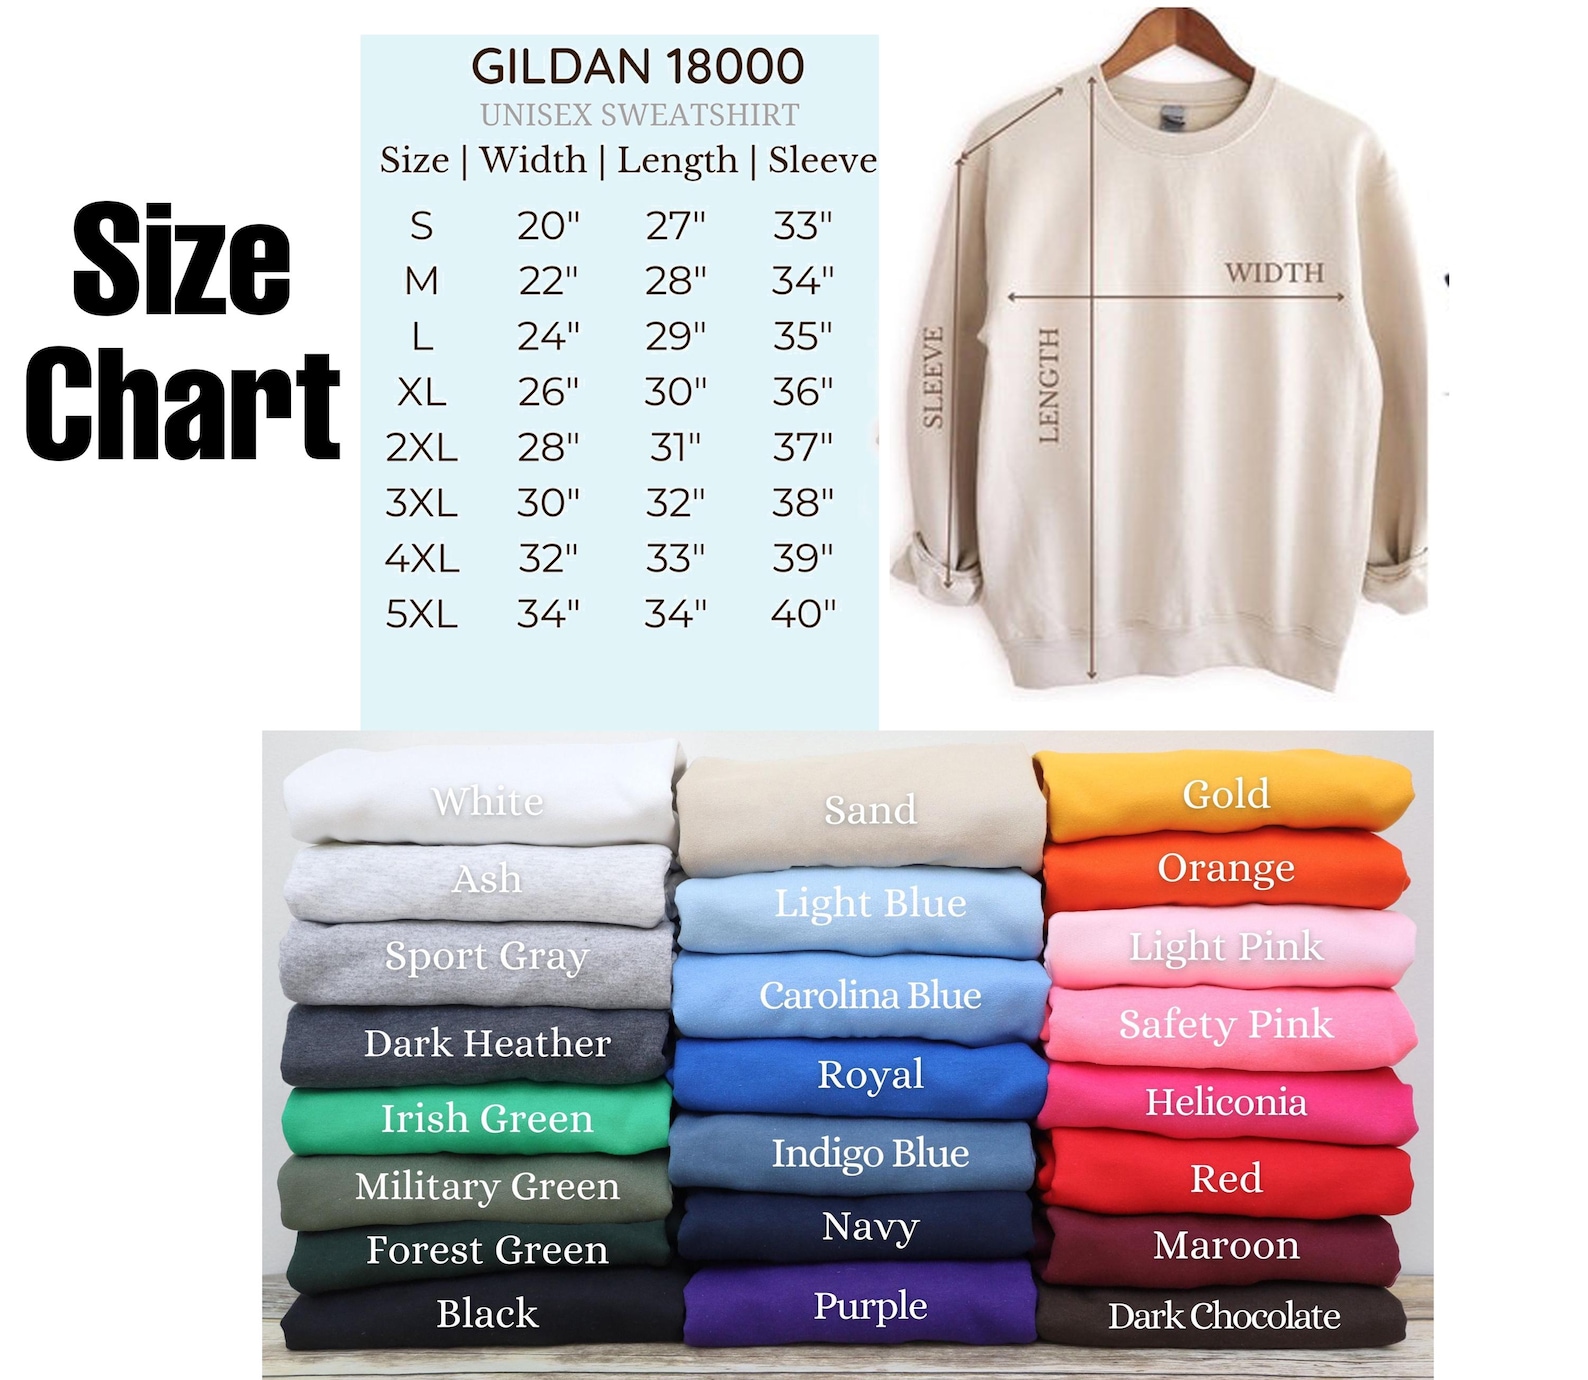 Size
Chart
GILDAN 18000
UNISEX SWEATSHIRT
Size | Width | Length | Sleeve
S 20" 27" 33"
M 22" 28" 34"
L 24" 29" 35"
XL 26" 30" 36"
2XL 28" 31" 37"
3XL 30" 32" 38"
4XL 32" 33" 39"
5XL 34" 34" 40"
WIDTH
SLEEVE
LENGTH
White
Ash
Sport Gray
Dark Heather
Irish Green
Military Green
Forest Green
Black
Sand
Light Blue
Carolina Blue
Royal
Indigo Blue
Navy
Purple
Gold
Orange
Light Pink
Safety Pink
Heliconia
Red
Maroon
Dark Chocolate